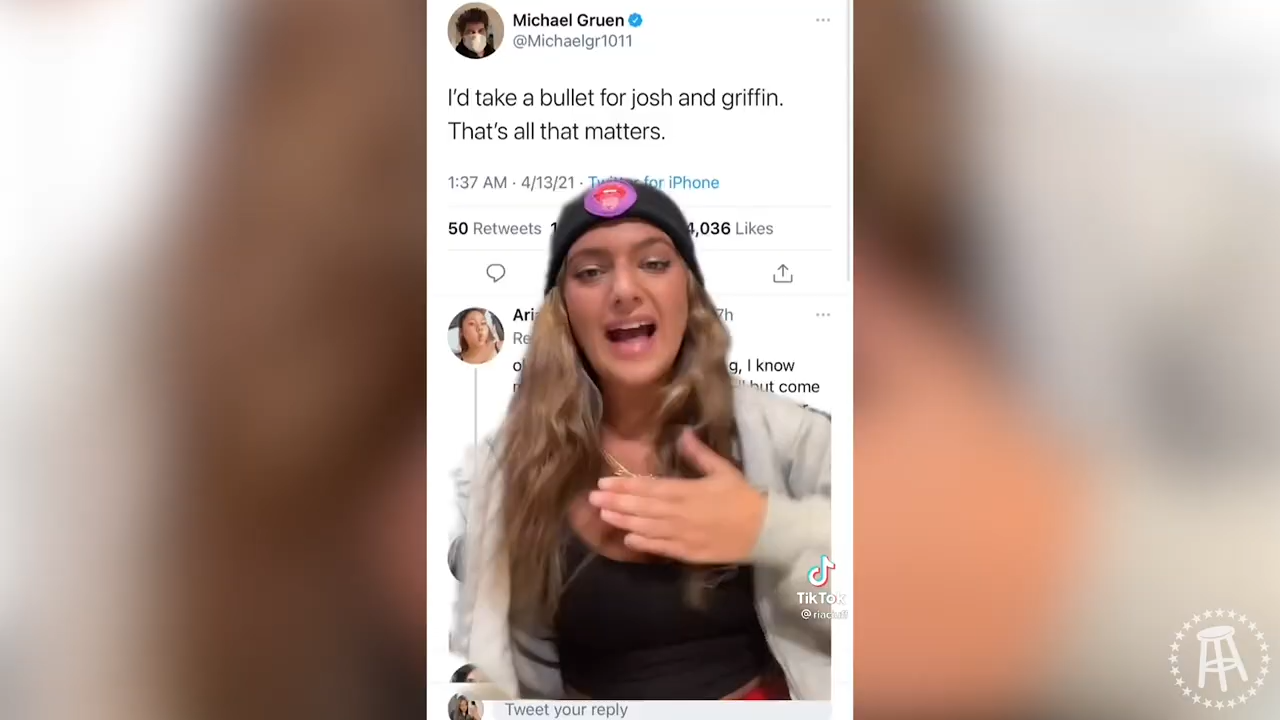 Michael Gruen
@Michaelgr1011
I'd take a bullet for josh and griffin.
That's all that matters.
1:37 AM · 4/13/21 · Twitter for iPhone
50 Retweets
4,036 Likes
7h
I know
but come
TikTok
Tweet your reply